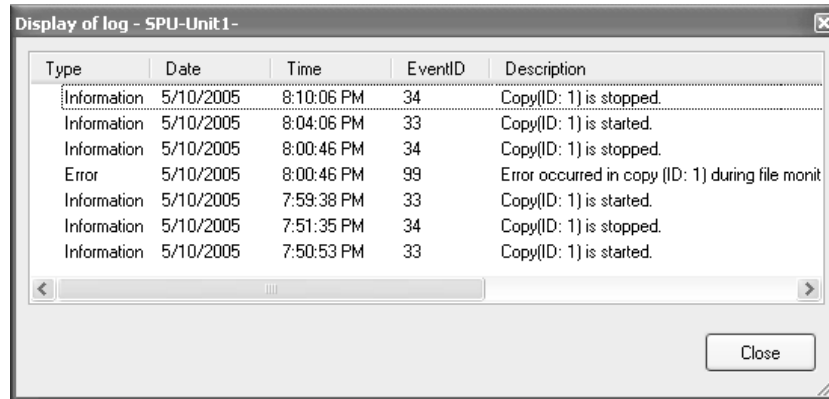 Display of log - SPU-Unit1-
Type Date Time EventID Description
Information 5/10/2005 8:10:06 PM 34 Copy(ID: 1) is stopped.
Information 5/10/2005 8:04:06 PM 33 Copy(ID: 1) is started.
Information 5/10/2005 8:00:46 PM 34 Copy(ID: 1) is stopped.
Error 5/10/2005 8:00:46 PM 99 Error occurred in copy (ID: 1) during file monit
Information 5/10/2005 7:59:38 PM 33 Copy(ID: 1) is started.
Information 5/10/2005 7:51:35 PM 34 Copy(ID: 1) is stopped.
Information 5/10/2005 7:50:53 PM 33 Copy(ID: 1) is started.
Close